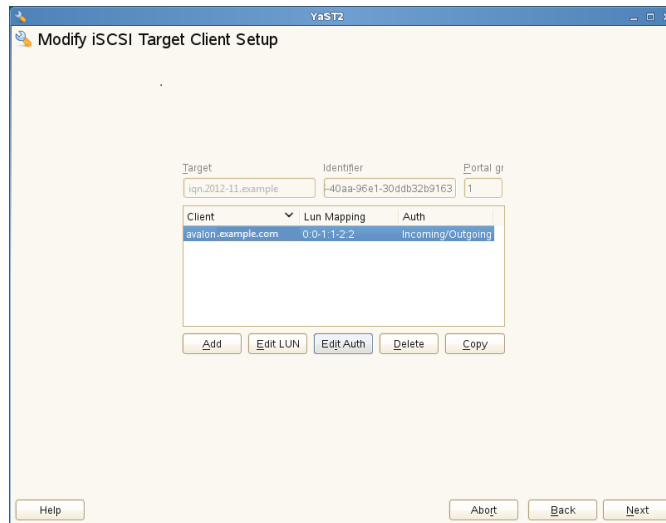 YaST2
Modify iSCSI Target Client Setup
Target Identifier Portal gr
iqn.2012-11.example -40aa-96e1-30ddb32b9163 1
Client Lun Mapping Auth
avalon.example.com 0:0-1:1-2:2 Incoming/Outgoing
Add Edit LUN Edit Auth Delete Copy
Help Abort Back Next